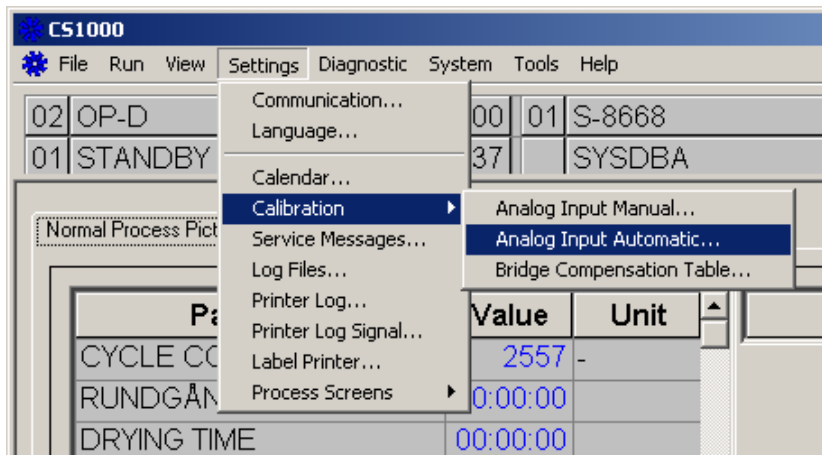 CS1000
File Run View Settings Diagnostic System Tools Help
02 OP-D 00 01 S-8668
01 STANDBY 37 SYSDBA
Communication...
Language...
Calendar...
Calibration
Service Messages...
Log Files...
Printer Log...
Printer Log Signal...
Label Printer...
Process Screens
Analog Input Manual...
Analog Input Automatic...
Bridge Compensation Table...
Normal Process Pict
Pa Value Unit
CYCLE CO 2557 -
RUNDGÅN 0:00:00
DRYING TIME 00:00:00